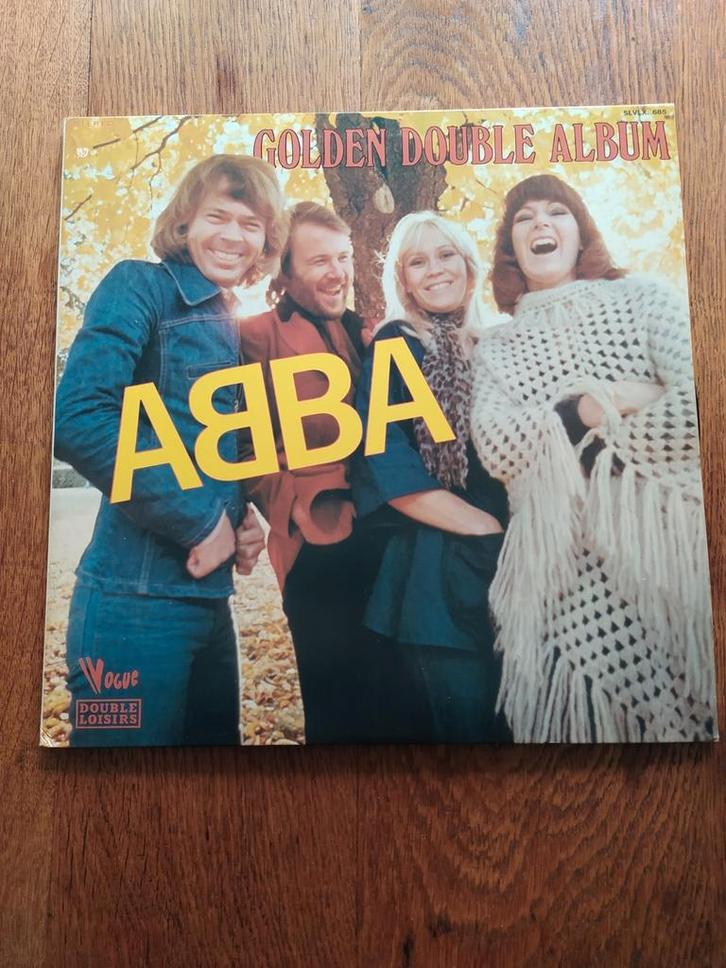 SLVLX. 685
GOLDEN DOUBLE ALBUM
ABBA
VOGUE
DOUBLE
LOISIRS